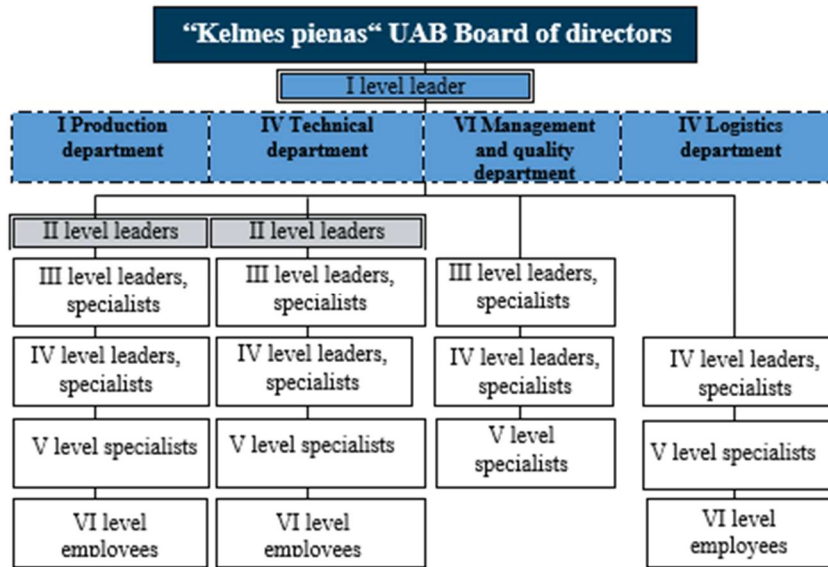 “Kelmes pienas“ UAB Board of directors
I level leader
I Production
department
IV Technical
department
VI Management
and quality
department
IV Logistics
department
II level leaders
II level leaders
III level leaders,
specialists
III level leaders,
specialists
III level leaders,
specialists
IV level leaders,
specialists
IV level leaders,
specialists
IV level leaders,
specialists
IV level leaders,
specialists
V level specialists
V level specialists
V level
specialists
V level specialists
VI level
employees
VI level
employees
VI level
employees